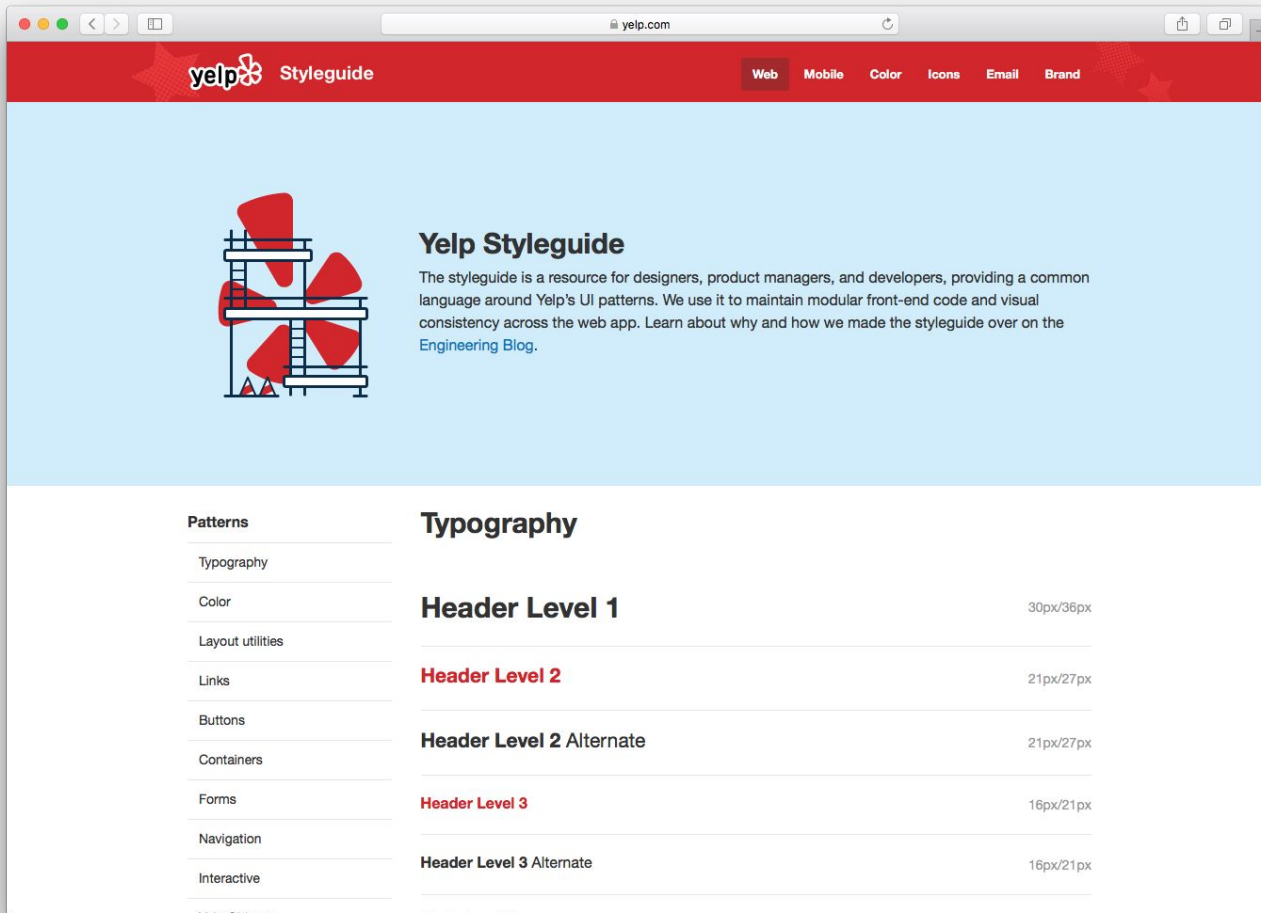 yelp.com
yelp Styleguide
Web Mobile Color Icons Email Brand
Yelp Styleguide
The styleguide is a resource for designers, product managers, and developers, providing a common
language around Yelp's UI patterns. We use it to maintain modular front-end code and visual
consistency across the web app. Learn about why and how we made the styleguide over on the
Engineering Blog.
Patterns
Typography
Color
Layout utilities
Links
Buttons
Containers
Forms
Navigation
Interactive
Typography
Header Level 1 30px/36px
Header Level 2 21px/27px
Header Level 2 Alternate 21px/27px
Header Level 3 16px/21px
Header Level 3 Alternate 16px/21px